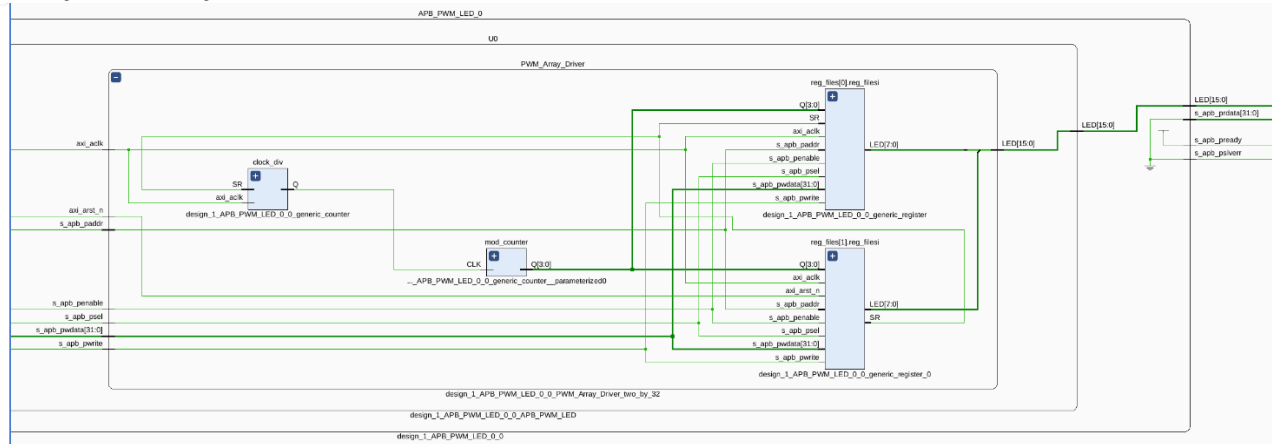 APB_PWM_LED_0
U0
PWM_Array_Driver
reg_files[0].reg_filesi
Q[3:0]
SR
axi_aclk
s_apb_paddr
s_apb_penable
s_apb_psel
s_apb_pwdata[31:0]
s_apb_pwrite
LED[7:0]
design_1_APB_PWM_LED_0_0_generic_register
LED[15:0]
LED[15:0]
LED[15:0]
s_apb_prdata[31:0]
s_apb_pready
s_apb_pslverr
axi_aclk
clock_div
SR
axi_aclk
Q
design_1_APB_PWM_LED_0_0_generic_counter
axi_arst_n
s_apb_paddr
mod_counter
CLK
Q[3:0]
..._APB_PWM_LED_0_0_generic_counter__parameterized0
reg_files[1].reg_filesi
Q[3:0]
axi_aclk
axi_arst_n
s_apb_paddr
s_apb_penable
s_apb_psel
s_apb_pwdata[31:0]
s_apb_pwrite
LED[7:0]
SR
design_1_APB_PWM_LED_0_0_generic_register_0
s_apb_penable
s_apb_psel
s_apb_pwdata[31:0]
s_apb_pwrite
design_1_APB_PWM_LED_0_0_PWM_Array_Driver_two_by_32
design_1_APB_PWM_LED_0_0_APB_PWM_LED
design_1_APB_PWM_LED_0_0